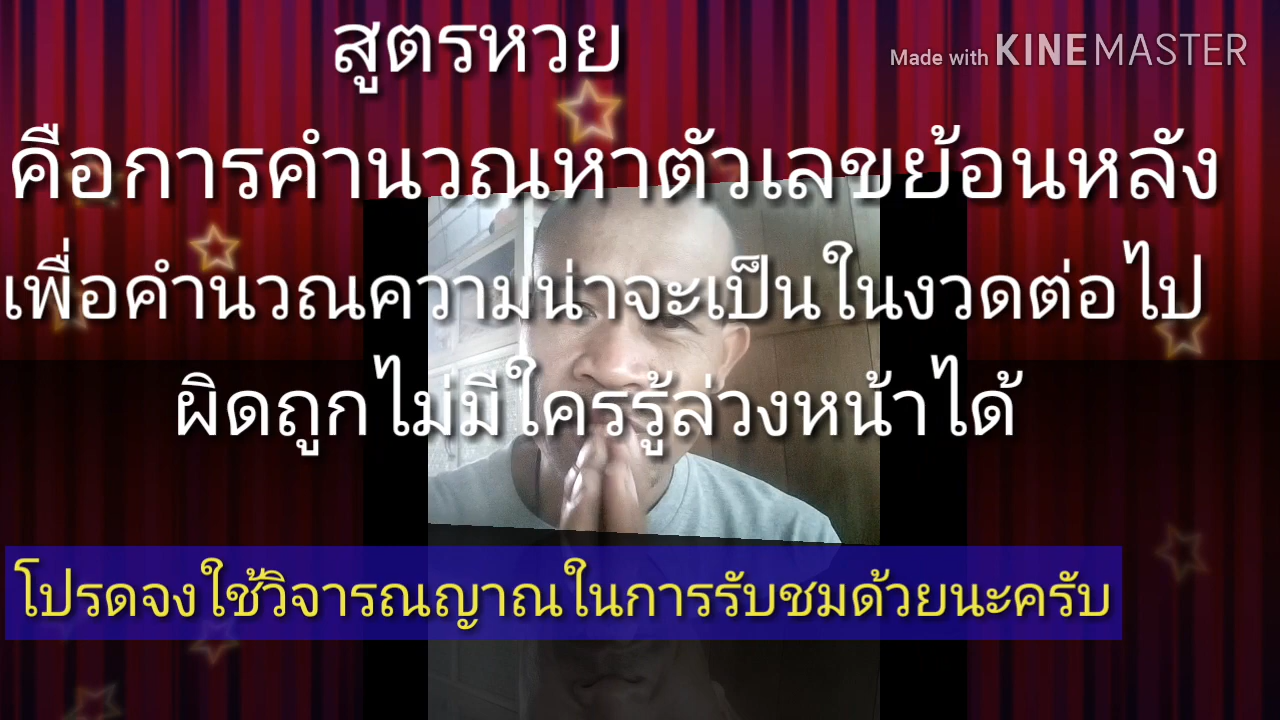 สูตรหวย
Made with KINEMASTER
คือการคำนวณหาตัวเลขย้อนหลัง
เพื่อคำนวณความน่าจะเป็นในงวดต่อไป
ผิดถูกไม่มีใครรู้ล่วงหน้าได้
โปรดจงใช้วิจารณญาณในการรับชมด้วยนะครับ